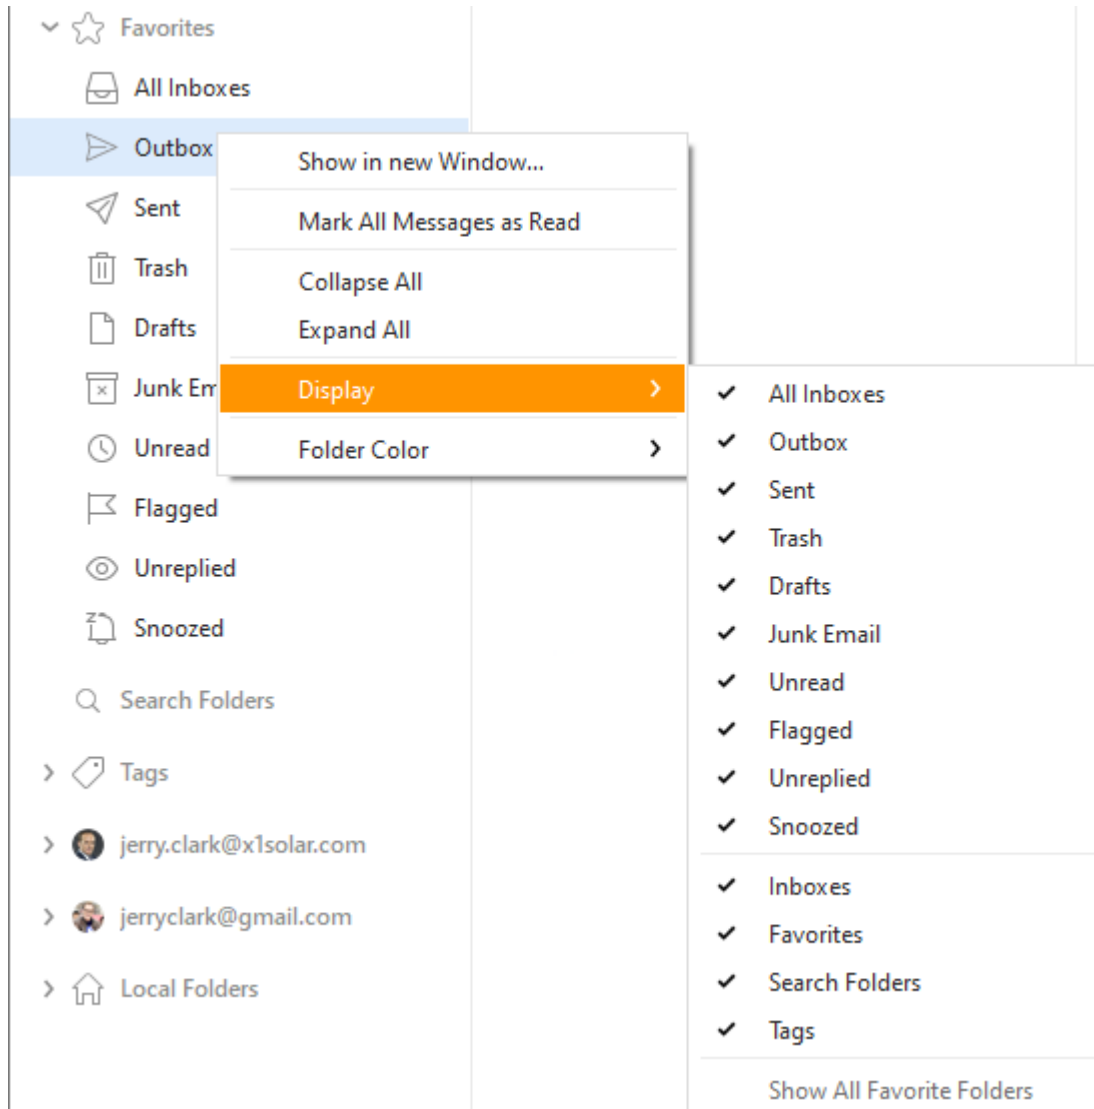 Favorites
All Inboxes
Outbox
Sent
Trash
Drafts
Junk Em
Unread
Flagged
Unreplied
Snoozed
Search Folders
Tags
jerry.clark@x1solar.com
jerryclark@gmail.com
Local Folders
Show in new Window...
Mark All Messages as Read
Collapse All
Expand All
Display
Folder Color
All Inboxes
Outbox
Sent
Trash
Drafts
Junk Email
Unread
Flagged
Unreplied
Snoozed
Inboxes
Favorites
Search Folders
Tags
Show All Favorite Folders